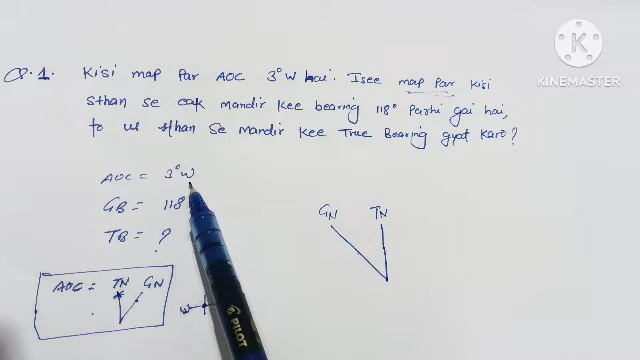 Q.1. Kisi map Par AOC 3°W hai. Isee map par kisi
Sthan se eak mandir kee bearing 118° Parhi gai hai,
to us sthan se mandir kee True Bearing gyat karo?
AOC = 3°W
GB = 118°
TB = ?
GN TN
AOC = TN GN
W
PILOT
KINEMASTER